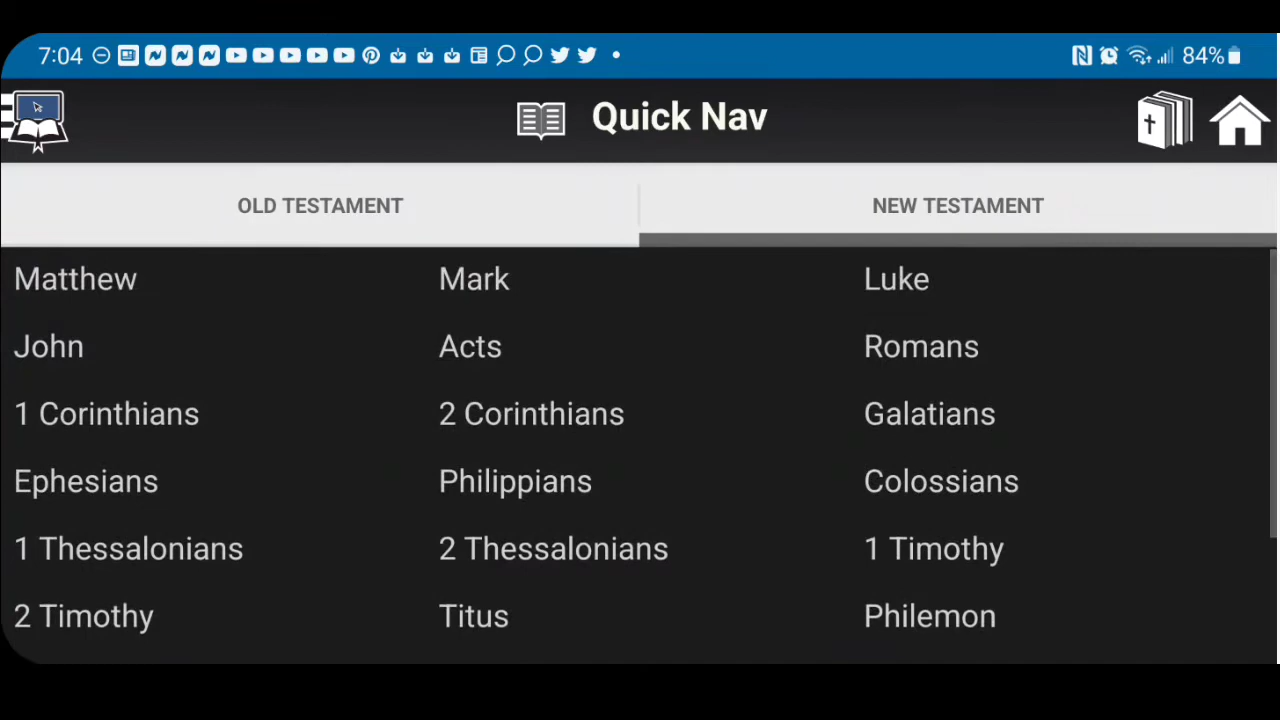 7:04 84%
Quick Nav
OLD TESTAMENT NEW TESTAMENT
Matthew Mark Luke
John Acts Romans
1 Corinthians 2 Corinthians Galatians
Ephesians Philippians Colossians
1 Thessalonians 2 Thessalonians 1 Timothy
2 Timothy Titus Philemon